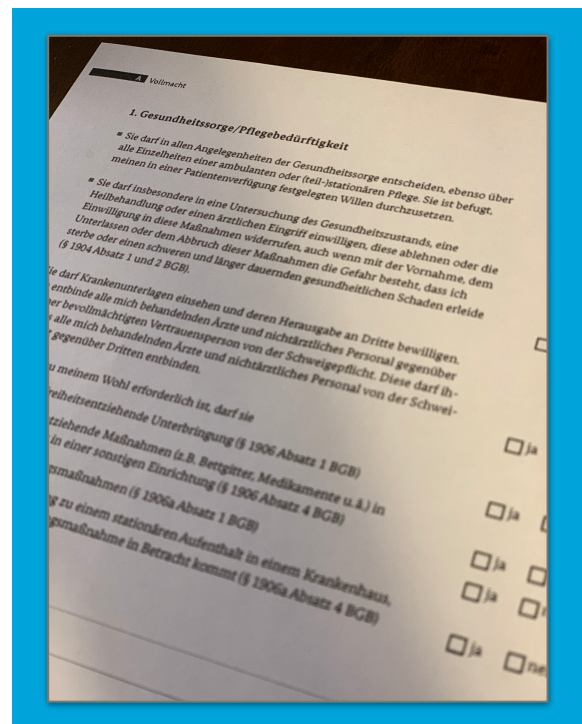 A Vollmacht
1. Gesundheitssorge/Pflegebedürftigkeit
▪ Sie darf in allen Angelegenheiten der Gesundheitssorge entscheiden, ebenso über
alle Einzelheiten einer ambulanten oder (teil-)stationären Pflege. Sie ist befugt,
meinen in einer Patientenverfügung festgelegten Willen durchzusetzen.
▪ Sie darf insbesondere in eine Untersuchung des Gesundheitszustands, eine
Heilbehandlung oder einen ärztlichen Eingriff einwilligen, diese ablehnen oder die
Einwilligung in diese Maßnahmen widerrufen, auch wenn mit der Vornahme, dem
Unterlassen oder dem Abbruch dieser Maßnahmen die Gefahr besteht, dass ich
sterbe oder einen schweren und länger dauernden gesundheitlichen Schaden erleide
(§ 1904 Absatz 1 und 2 BGB).
ie darf Krankenunterlagen einsehen und deren Herausgabe an Dritte bewilligen.
entbinde alle mich behandelnden Ärzte und nichtärztliches Personal gegenüber
er bevollmächtigten Vertrauensperson von der Schweigepflicht. Diese darf ih-
s alle mich behandelnden Ärzte und nichtärztliches Personal von der Schwei-
t gegenüber Dritten entbinden.
u meinem Wohl erforderlich ist, darf sie
reiheitsentziehende Unterbringung (§ 1906 Absatz 1 BGB) ja
tziehende Maßnahmen (z.B. Bettgitter, Medikamente u. ä.) in
in einer sonstigen Einrichtung (§ 1906 Absatz 4 BGB) ja
smaßnahmen (§ 1906a Absatz 1 BGB) ja
g zu einem stationären Aufenthalt in einem Krankenhaus, ja
gsmaßnahme in Betracht kommt (§ 1906a Absatz 4 BGB)
ja ne